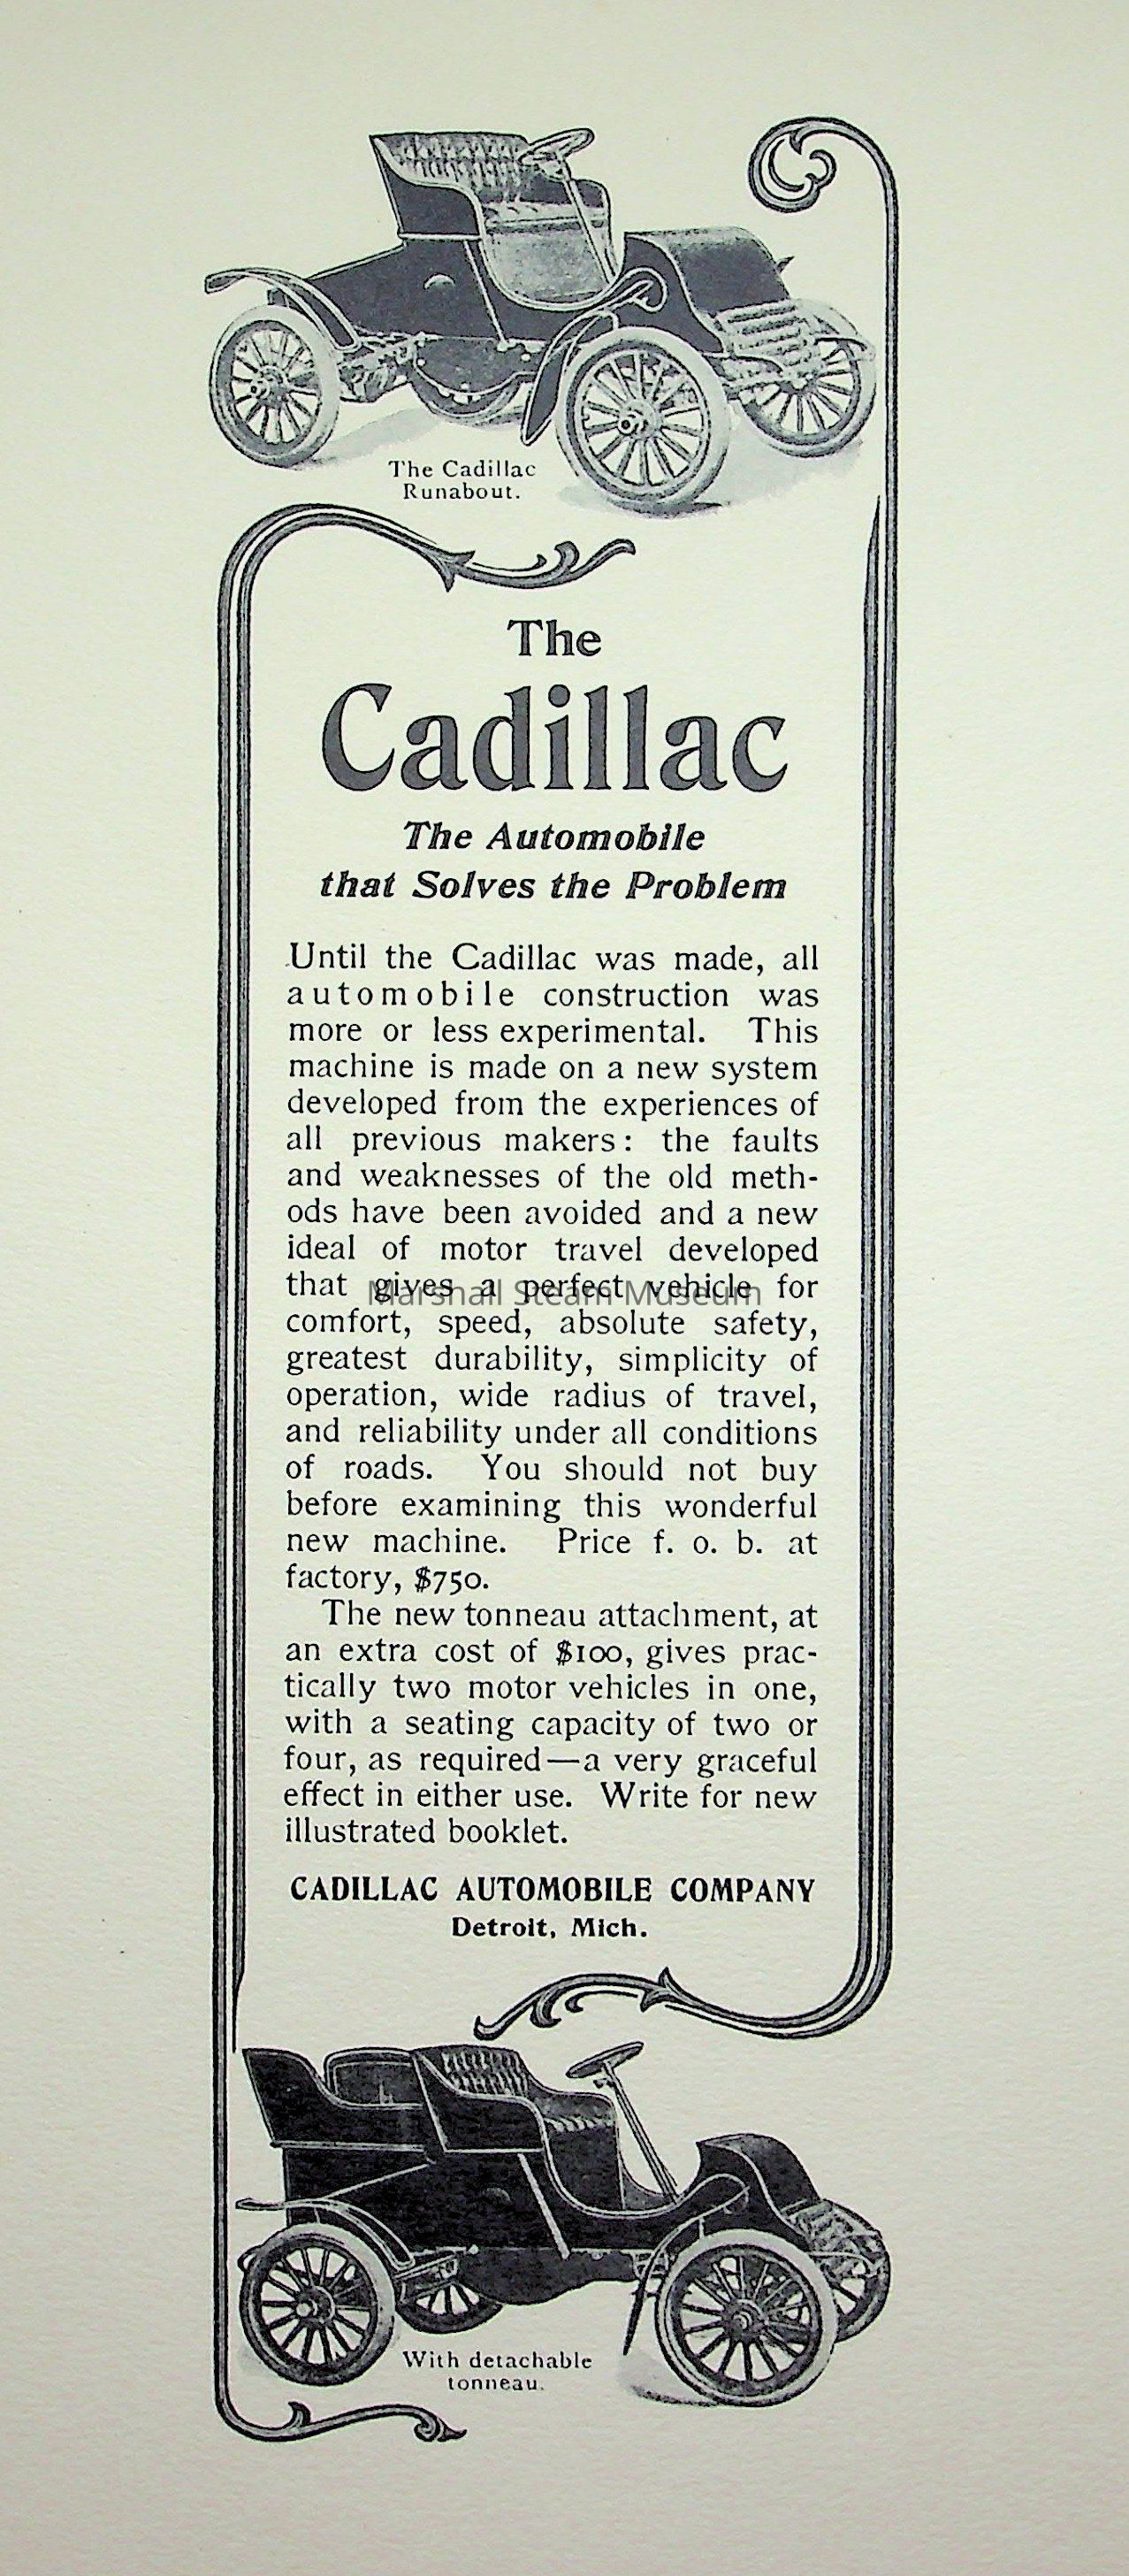 The Cadillac
Runabout.
The
Cadillac
The Automobile
that Solves the Problem
Until the Cadillac was made, all
automobile construction was
more or less experimental. This
machine is made on a new system
developed from the experiences of
all previous makers: the faults
and weaknesses of the old meth-
ods have been avoided and a new
ideal of motor travel developed
that gives a perfect vehicle for
Marshall Steam Museum
comfort, speed, absolute safety,
greatest durability, simplicity of
operation, wide radius of travel,
and reliability under all conditions
of roads. You should not buy
before examining this wonderful
new machine. Price f. o. b. at
factory, $750.
The new tonneau attachment, at
an extra cost of $100, gives prac-
tically two motor vehicles in one,
with a seating capacity of two or
four, as required—a very graceful
effect in either use. Write for new
illustrated booklet.
CADILLAC AUTOMOBILE COMPANY
Detroit, Mich.
With detachable
tonneau.